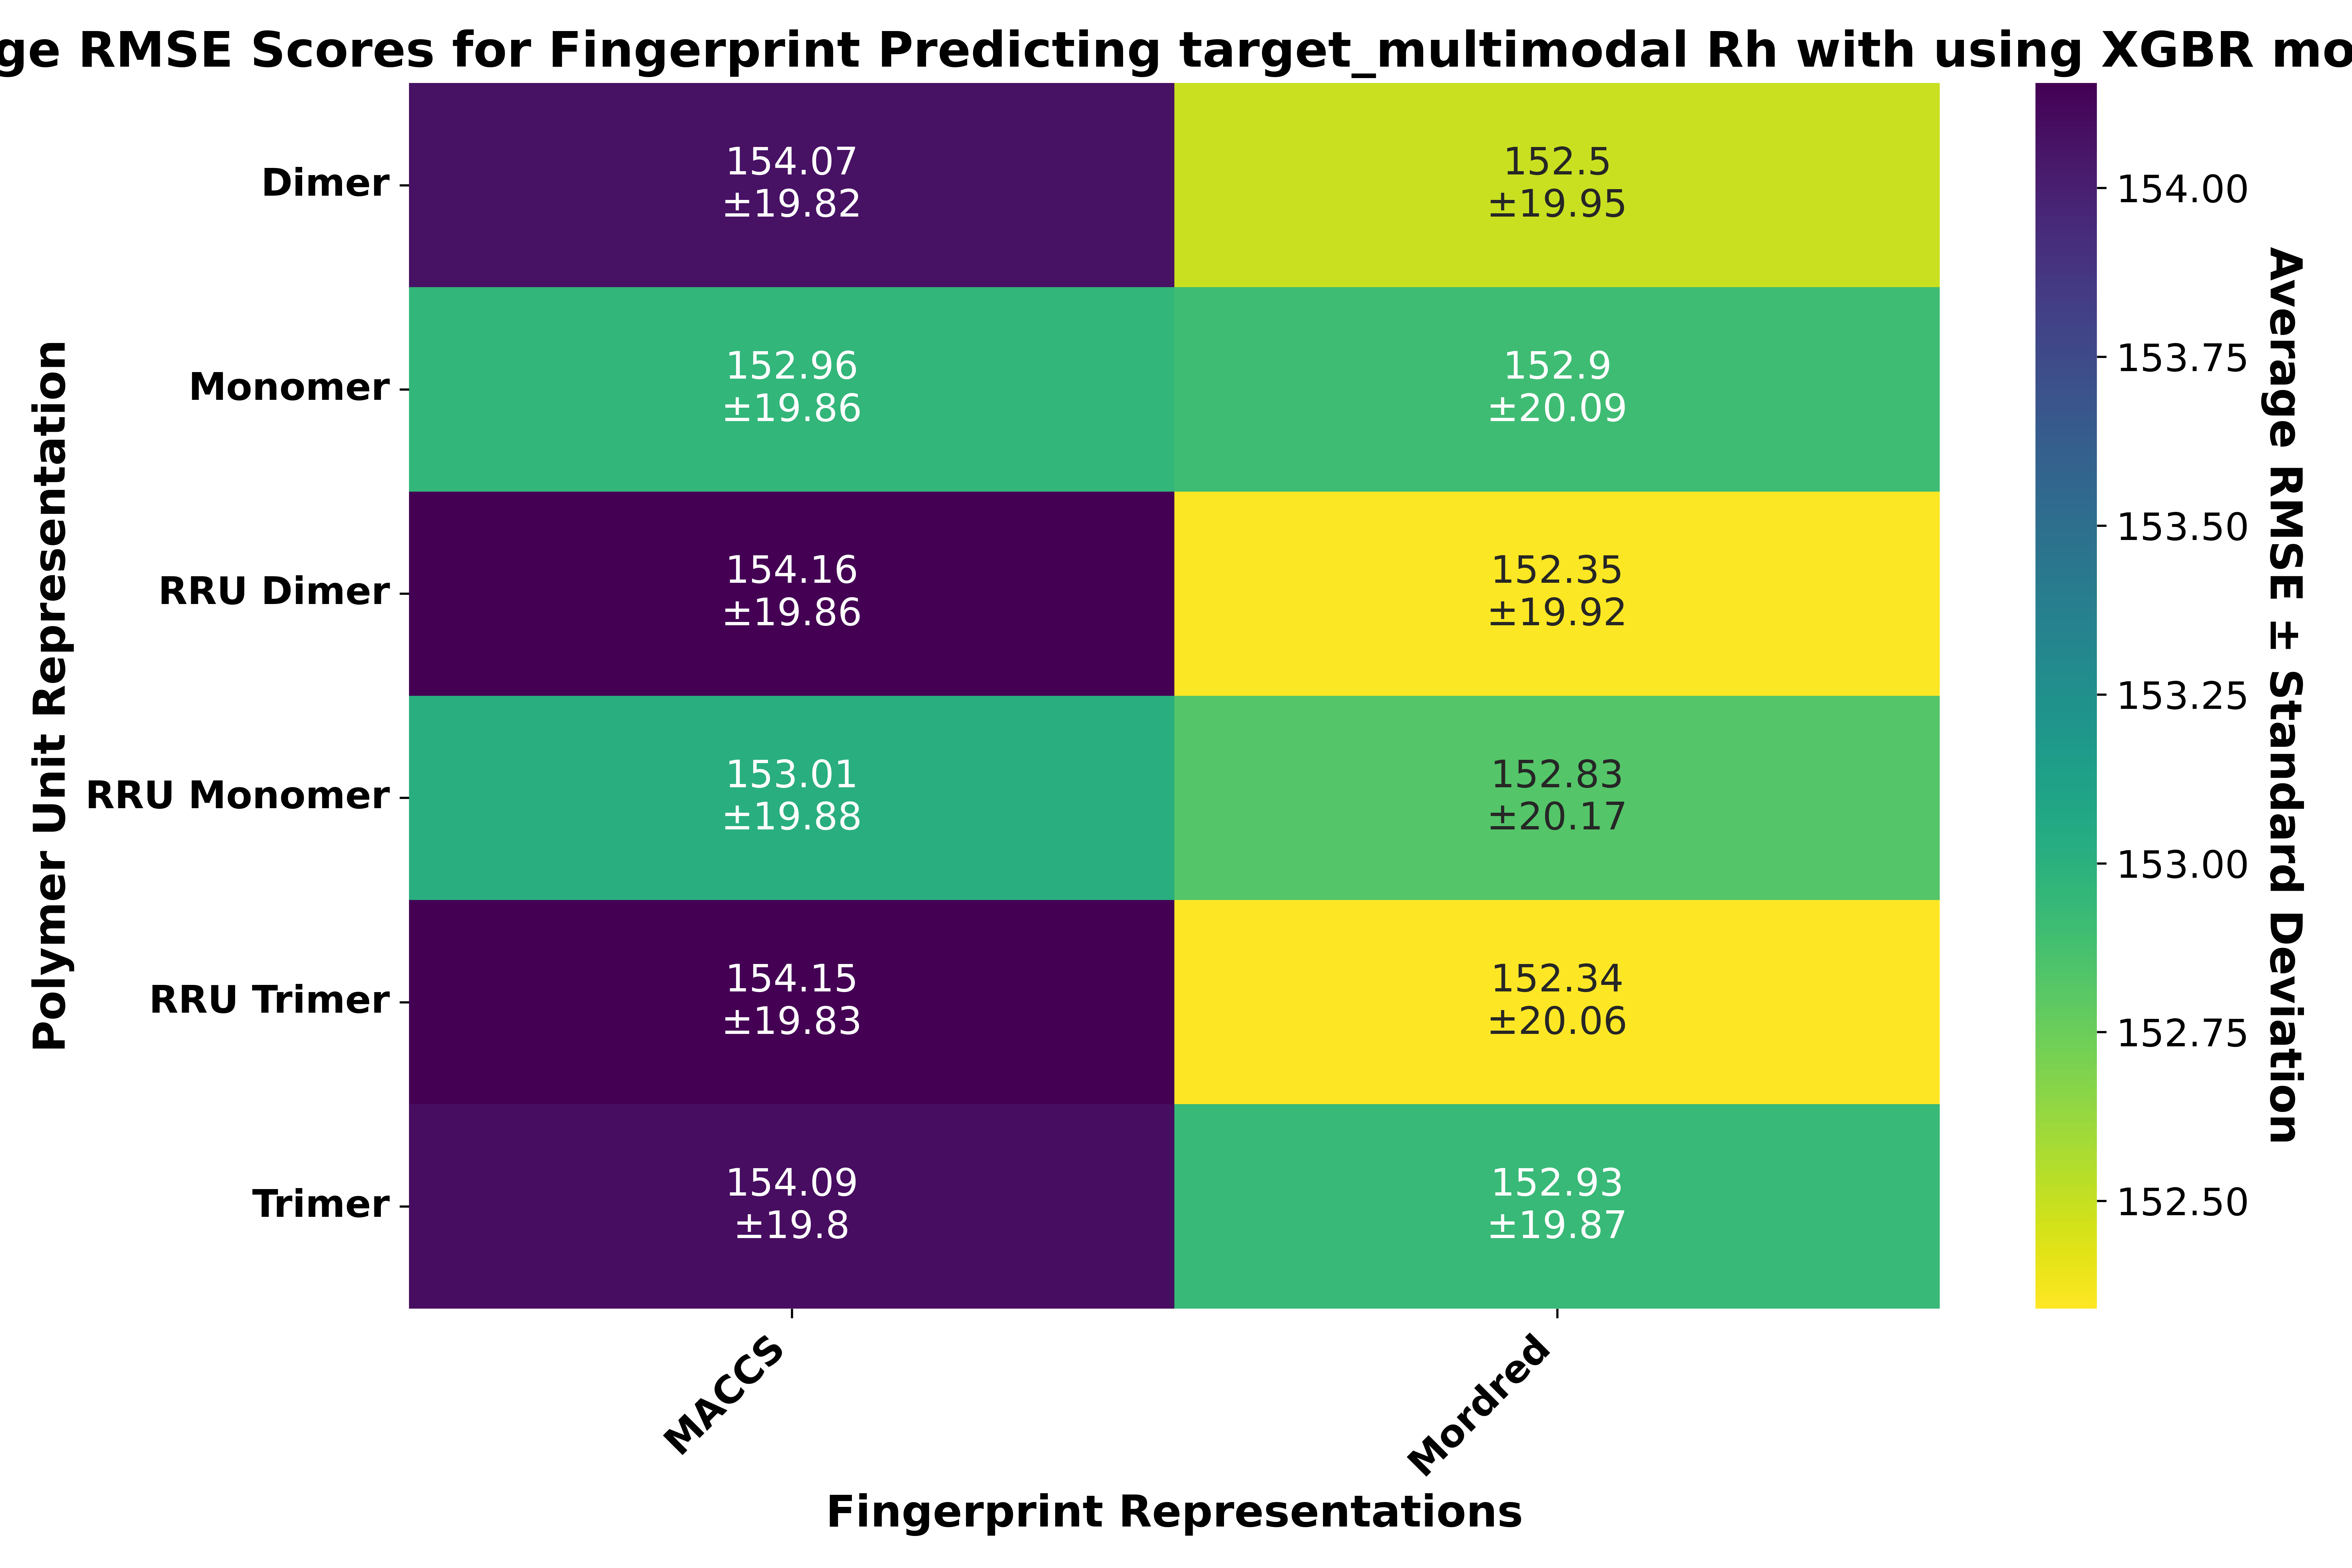 RMSE Scores for Fingerprint Predicting target_multimodal Rh with using XGBR
Polymer Unit Representation
Dimer
154.07
±19.82
152.5
±19.95
Monomer
152.96
±19.86
152.9
±20.09
RRU Dimer
154.16
±19.86
152.35
±19.92
RRU Monomer
153.01
±19.88
152.83
±20.17
RRU Trimer
154.15
±19.83
152.34
±20.06
Trimer
154.09
±19.8
152.93
±19.87
MACCS
Mordred
Fingerprint Representations
154.00
153.75
153.50
153.25
153.00
152.75
152.50
Average RMSE ± Standard Deviation